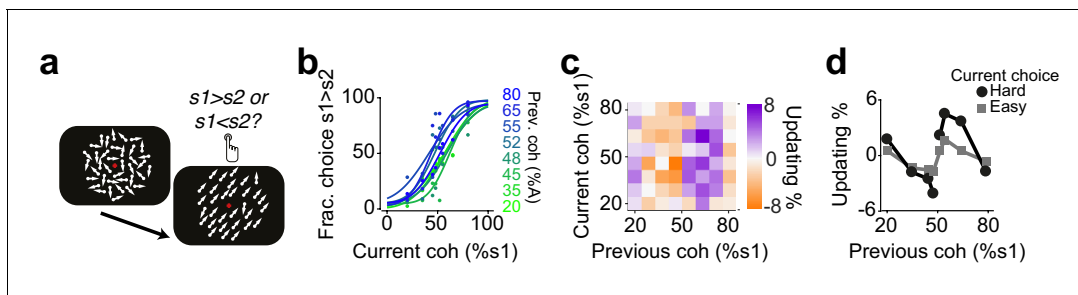 a
s1>s2 or
s1<s2?
b
Frac. choice s1>s2
100
50
0
0 50 100
Current coh (%s1)
80
65
55
52
48
45
35
20
Prev. coh (%A)
c
Current coh (%s1)
80
50
20
20 50 80
Previous coh (%s1)
8
0
-8
Updating %
d
Current choice
Hard
Easy
Updating %
6
0
-6
20 50 80
Previous coh (%s1)